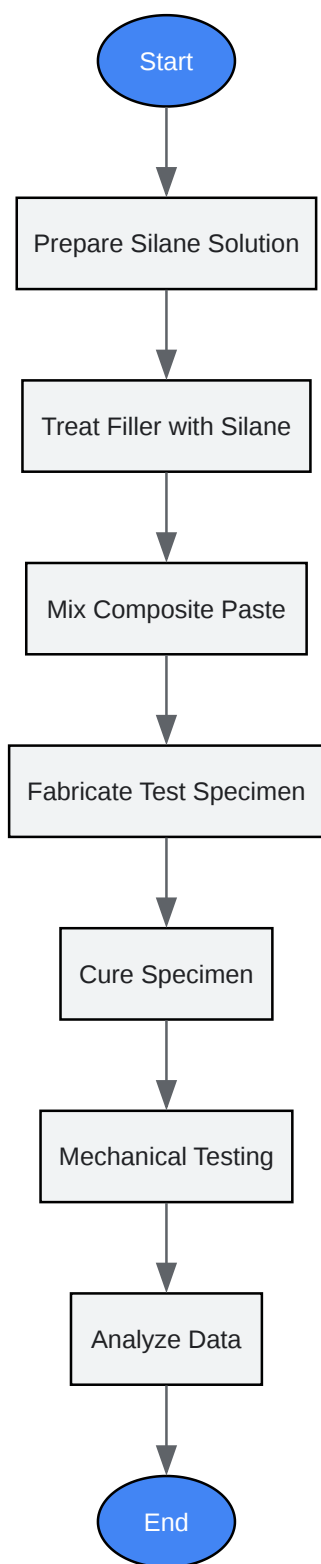 Start
Prepare Silane Solution
Treat Filler with Silane
Mix Composite Paste
Fabricate Test Specimen
Cure Specimen
Mechanical Testing
Analyze Data
End